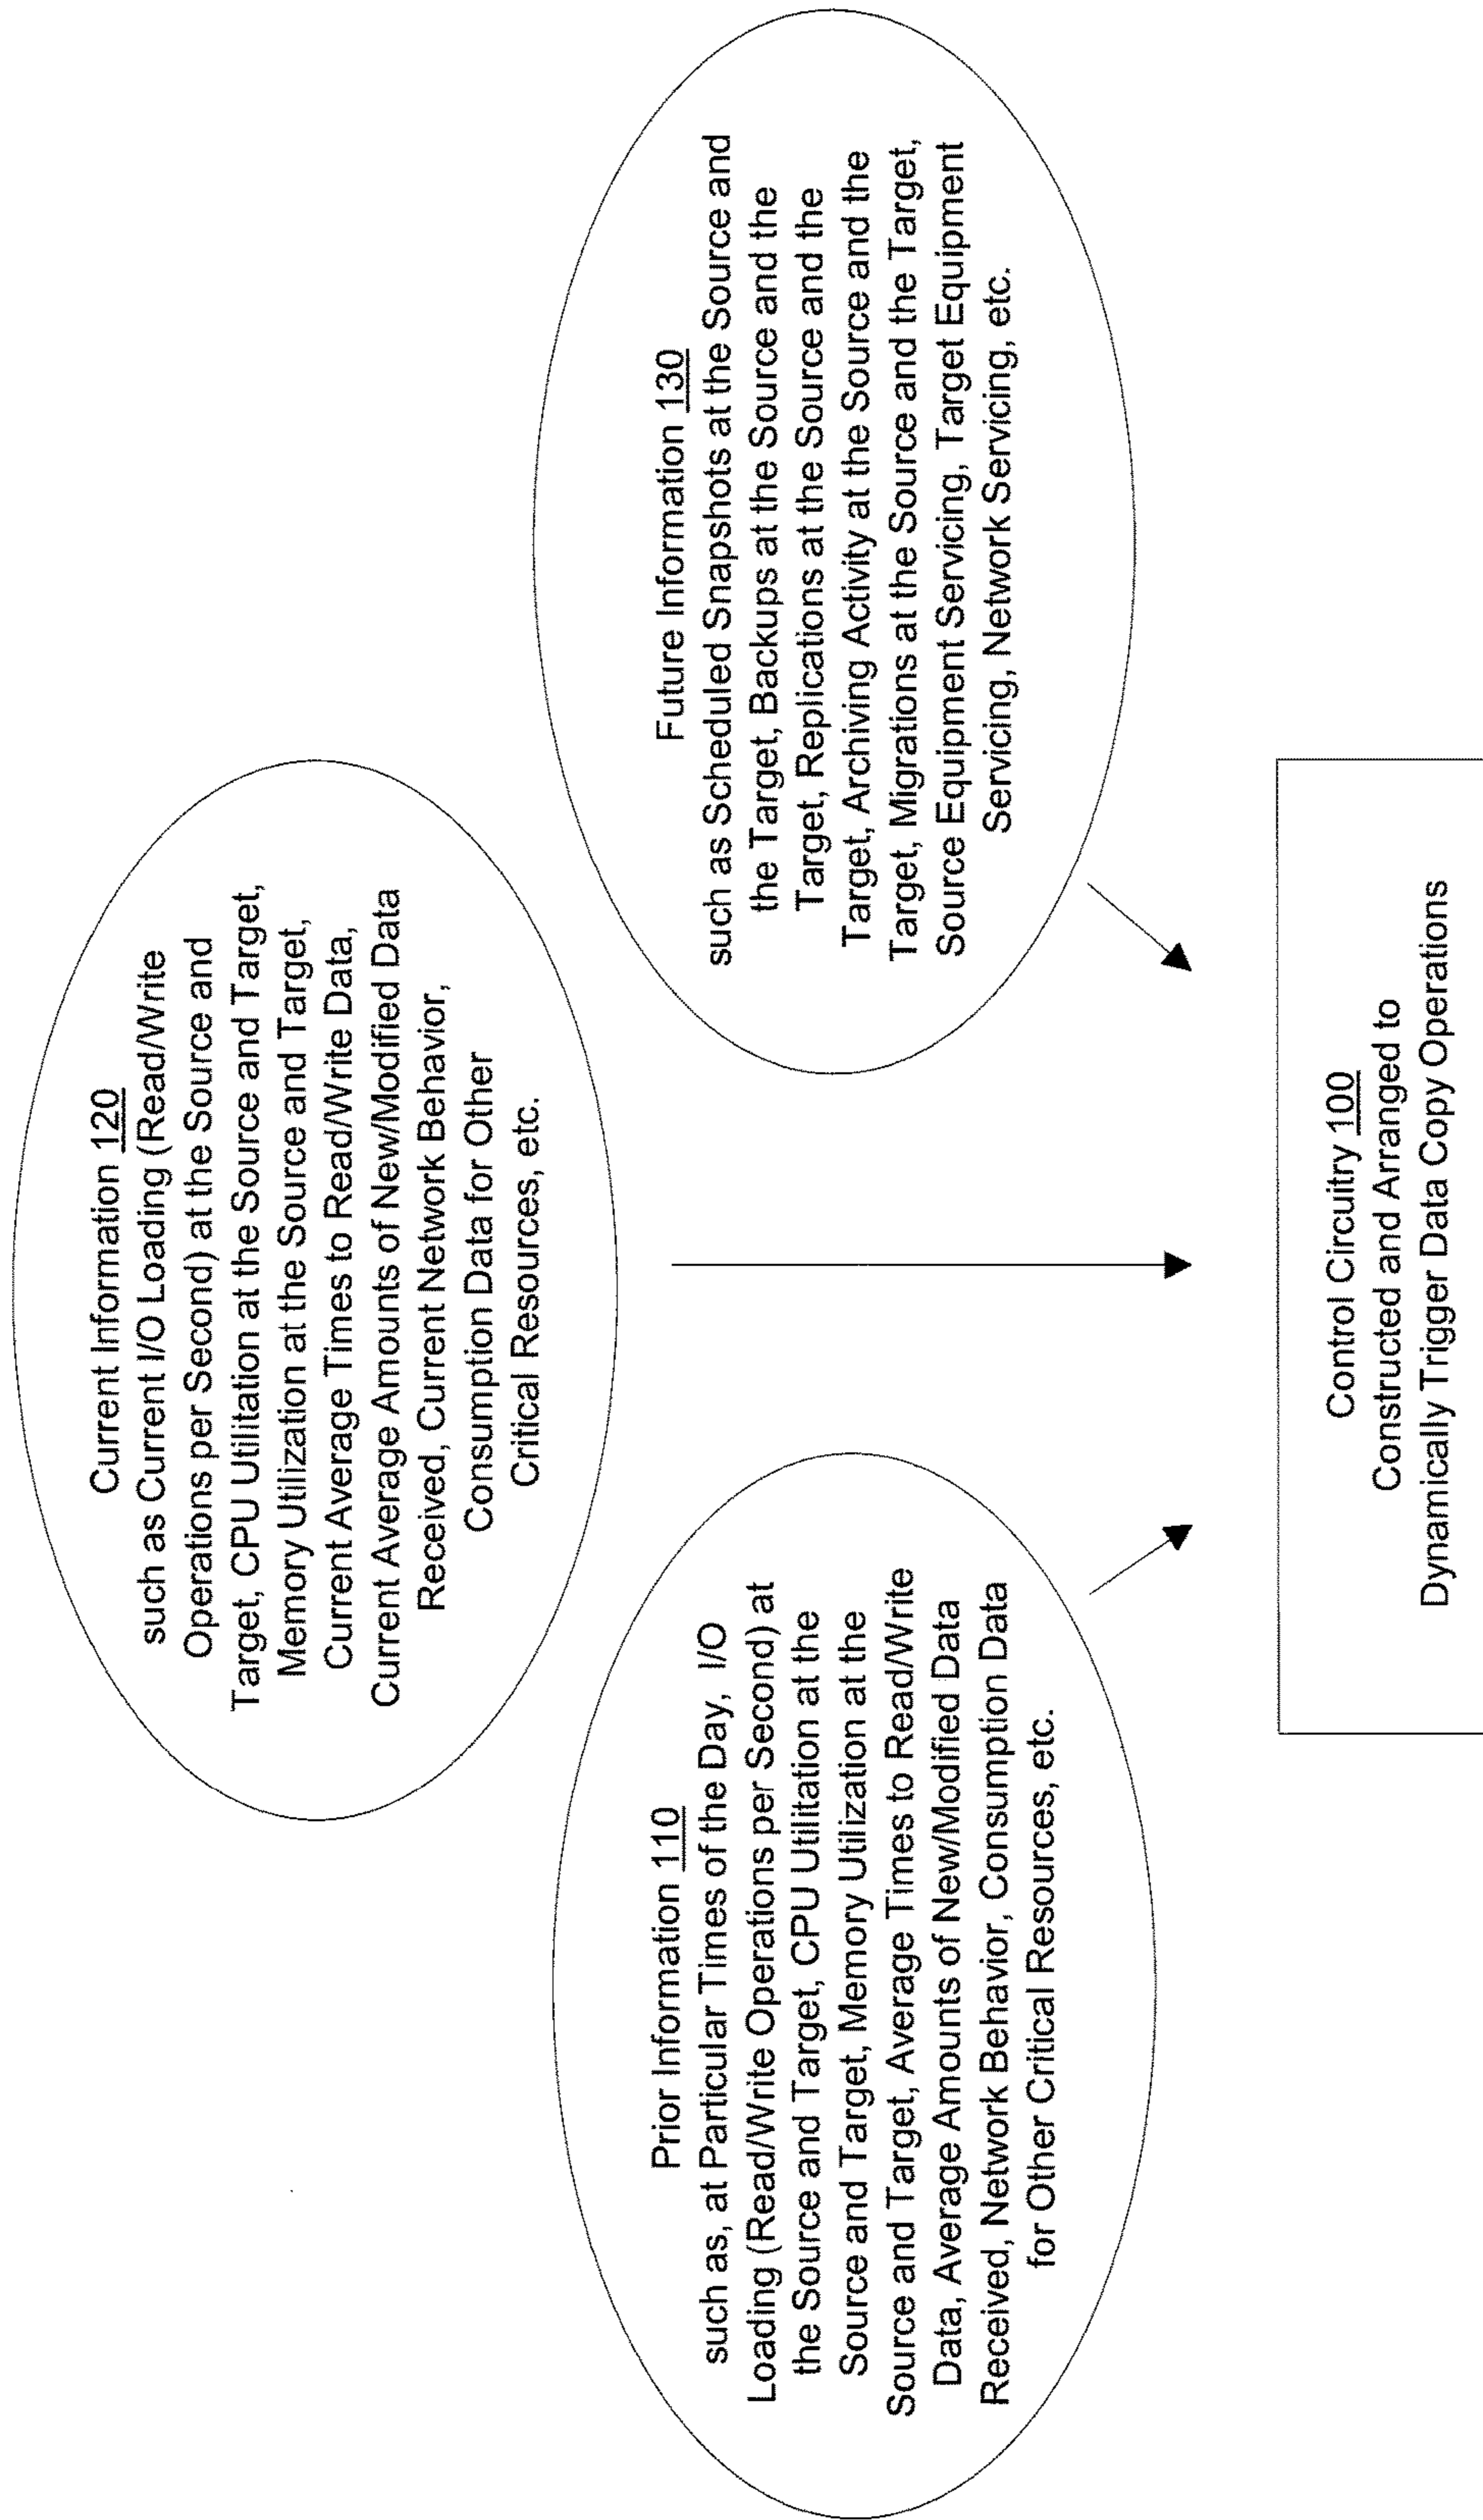 Current Information 120
such as Current I/O Loading (Read/Write
Operations per Second) at the Source and
Target, CPU Utilitation at the Source and Target,
Memory Utilization at the Source and Target,
Current Average Times to Read/Write Data,
Current Average Amounts of New/Modified Data
Received, Current Network Behavior,
Consumption Data for Other
Critical Resources, etc.
Prior Information 110
such as, at Particular Times of the Day, I/O
Loading (Read/Write Operations per Second) at
the Source and Target, CPU Utilitation at the
Source and Target, Memory Utilization at the
Source and Target, Average Times to Read/Write
Data, Average Amounts of New/Modified Data
Received, Network Behavior, Consumption Data
for Other Critical Resources, etc.
Future Information 130
such as Scheduled Snapshots at the Source and
the Target, Backups at the Source and the
Target, Replications at the Source and the
Target, Archiving Activity at the Source and the
Target, Migrations at the Source and the Target,
Source Equipment Servicing, Target Equipment
Servicing, Network Servicing, etc.
Control Circuitry 100
Constructed and Arranged to
Dynamically Trigger Data Copy Operations